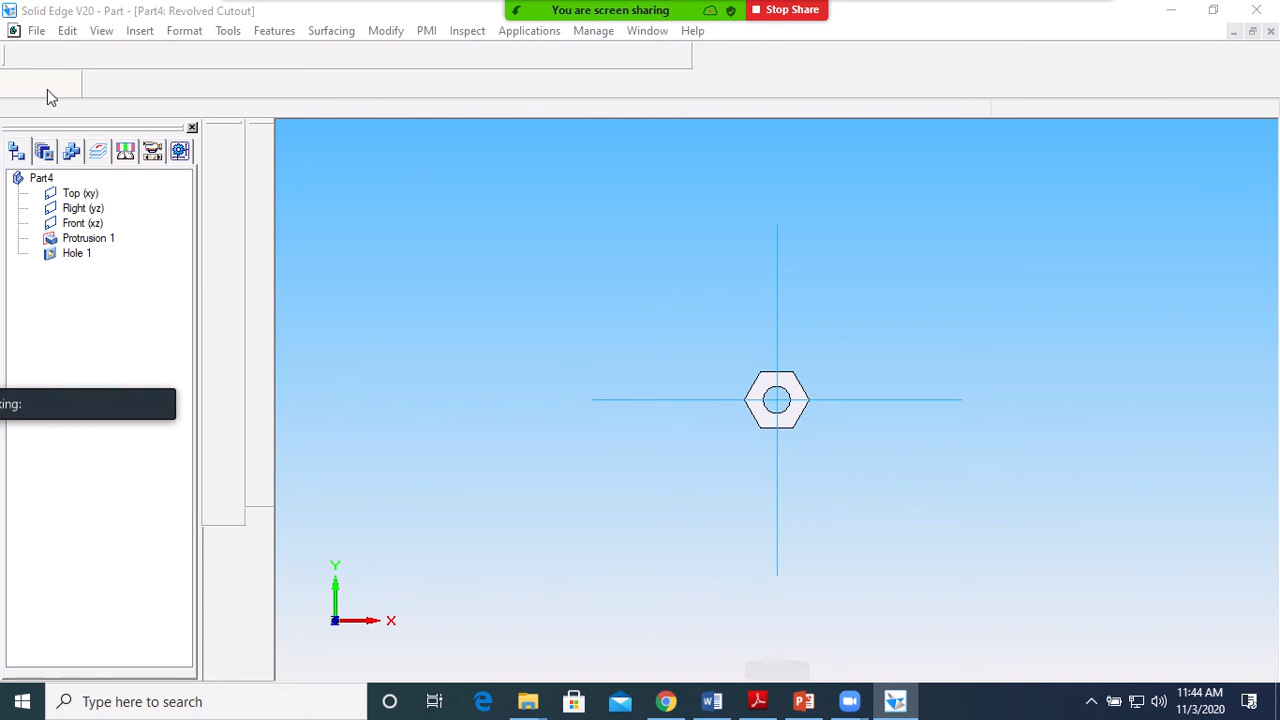 Solid Edge V20 - Part - [Part4: Revolved Cutout]
You are screen sharing
Stop Share
File Edit View Insert Format Tools Features Surfacing Modify PMI Inspect Applications Manage Window Help
Part4
Top (xy)
Right (yz)
Front (xz)
Protrusion 1
Hole 1
king:
Y
X
Type here to search
11:44 AM
11/3/2020